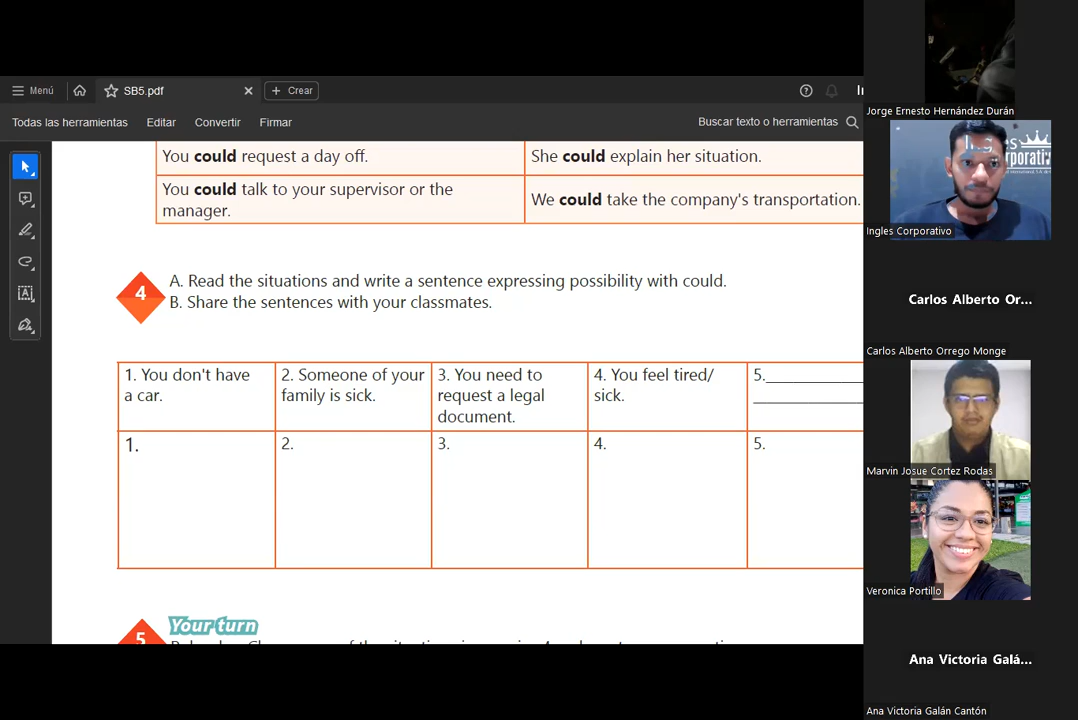 Menú
SB5.pdf
Crear
Todas las herramientas
Editar
Convertir
Firmar
Buscar texto o herramientas
You could request a day off.
She could explain her situation.
You could talk to your supervisor or the
manager.
We could take the company's transportation.
4
A. Read the situations and write a sentence expressing possibility with could.
B. Share the sentences with your classmates.
1. You don't have
a car.
2. Someone of your
family is sick.
3. You need to
request a legal
document.
4. You feel tired/
sick.
5.
1.
2.
3.
4.
5.
5
Your turn
Jorge Ernesto Hernández Durán
Ingles Corporativo
Carlos Alberto Or...
Carlos Alberto Orrego Monge
Marvin Josue Cortez Rodas
Veronica Portillo
Ana Victoria Galá...
Ana Victoria Galán Cantón